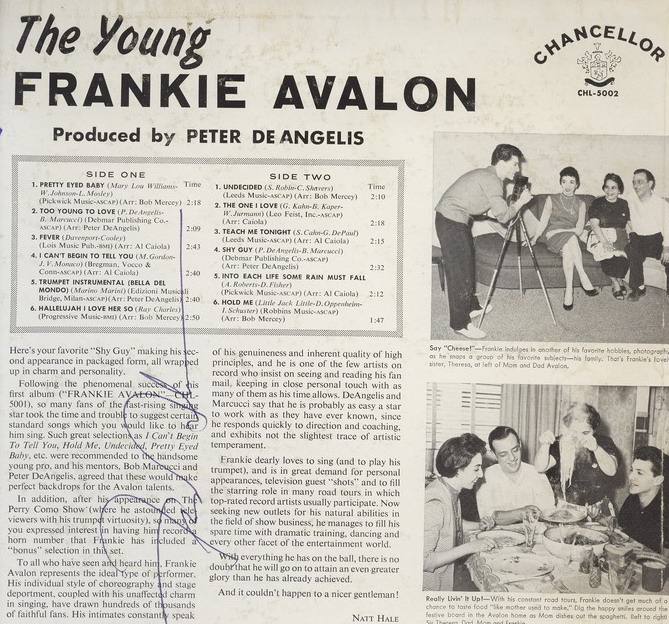 The Young
FRANKIE AVALON
Produced by PETER DE ANGELIS
CHANCELLOR
CHL-5002
SIDE ONE
Time
1. PRETTY EYED BABY (Mary Lou Williams-
W. Johnson-L. Mosley)
(Pickwick Music-ASCAP) (Arr: Bob Mercey) 2:18
2. TOO YOUNG TO LOVE (P. DeAngelis-
B. Marcucci) (Debmar Publishing Co.-
ASCAP) (Arr: Peter DeAngelis) 2:09
3. FEVER (Davenport-Cooley)
(Lois Music Pub.-BMI) (Arr: Al Caiola) 2:43
4. I CAN'T BEGIN TO TELL YOU (M. Gordon-
J. V. Monaco) (Bregman, Vocco &
Conn-ASCAP) (Arr: Al Caiola) 2:40
5. TRUMPET INSTRUMENTAL (BELLA DEL
MONDO) (Marino Marini) (Edizioni Musicali
Bridge, Milan-ASCAP) (Arr: Peter DeAngelis) 2:40
6. HALLELUJAH I LOVE HER SO (Ray Charles)
(Progressive Music-BMI) (Arr: Bob Mercey) 2:50
SIDE TWO
Time
1. UNDECIDED (S. Robin-C. Shavers)
(Leeds Music-ASCAP) (Arr: Bob Mercey) 2:10
2. THE ONE I LOVE (G. Kahn-B. Kaper-
W. Jurmann) (Leo Feist, Inc.-ASCAP)
(Arr: Caiola) 2:18
3. TEACH ME TONIGHT (S. Cahn-G. DePaul)
(Leeds Music-ASCAP) (Arr: Al Caiola) 2:15
4. SHY GUY (P. DeAngelis-B. Marcucci)
(Debmar Publishing Co.-ASCAP)
(Arr: Peter DeAngelis) 2:32
5. INTO EACH LIFE SOME RAIN MUST FALL
(A. Roberts-D. Fisher)
(Pickwick Music-ASCAP) (Arr: Al Caiola) 2:12
6. HOLD ME (Little Jack Little-D. Oppenheim-
I. Schuster) (Robbins Music-ASCAP)
(Arr: Bob Mercey) 1:47
Here's your favorite "Shy Guy" making his sec-
ond appearance in packaged form, all wrapped
up in charm and personality.
Following the phenomenal success of his
first album ("FRANKIE AVALON"—CHL-
5001), so many fans of the fast-rising singing
star took the time and trouble to suggest certain
standard songs which you would like to hear
him sing. Such great selections as I Can't Begin
To Tell You, Hold Me, Undecided, Pretty Eyed
Baby, etc. were recommended to the handsome
young pro, and his mentors, Bob Marcucci and
Peter DeAngelis, agreed that these would make
perfect backdrops for the Avalon talents.
In addition, after his appearance on 'The
Perry Como Show' (where he astounded tele-
viewers with his trumpet virtuosity), so many of
you expressed interest in having him record a
horn number that Frankie has included a
"bonus" selection in this set.
To all who have seen and heard him, Frankie
Avalon represents the ideal type of performer.
His individual style of choreography and stage
deportment, coupled with his unaffected charm
in singing, have drawn hundreds of thousands
of faithful fans. His intimates constantly speak
of his genuineness and inherent quality of high
principles, and he is one of the few artists on
record who insist on seeing and reading his fan
mail, keeping in close personal touch with as
many of them as his time allows. DeAngelis and
Marcucci say that he is probably as easy a star
to work with as they have ever known, since
he responds quickly to direction and coaching,
and exhibits not the slightest trace of artistic
temperament.
Frankie dearly loves to sing (and to play his
trumpet), and is in great demand for personal
appearances, television guest "shots" and to fill
the starring role in many road tours in which
top-rated record artists usually participate. Now
seeking new outlets for his natural abilities in
the field of show business, he manages to fill his
spare time with dramatic training, dancing and
every other facet of the entertainment world.
With everything he has on the ball, there is no
doubt that he will go on to attain an even greater
glory than he has already achieved.
And it couldn't happen to a nicer gentleman!
NATT HALE
Say "Cheese!"—Frankie indulges in another of his favorite hobbies, photography,
as he snaps a group of his favorite subjects—his family. That's Frankie's
sister, Theresa, at left of Mom and Dad Avalon.
Really Livin' It Up!—With his constant road tours, Frankie doesn't get much of a
chance to taste food "like mother used to make." Dig the happy smiles around the
festive board in the Avalon home as Mom dishes out the spaghetti. (left to right)
Sis Theresa, Dad, Mom and Frankie.